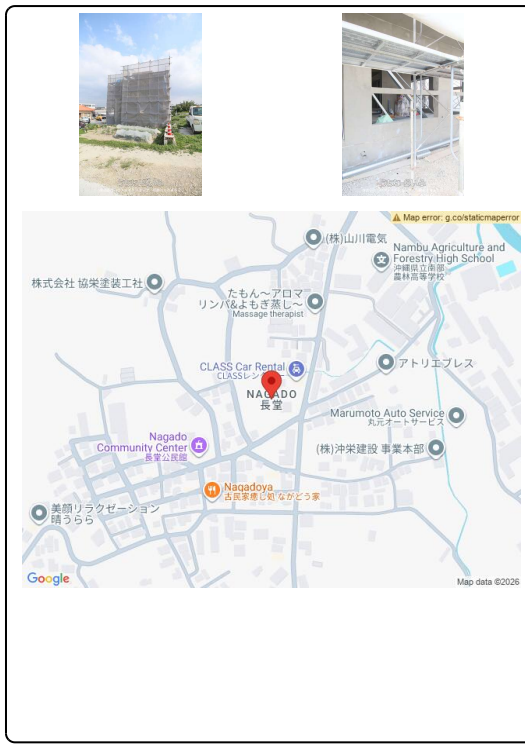 Map error: g.co/staticmaperror
(株)山川電気
Nambu Agriculture and
Forestry High School
沖縄県立南部
農林高等学校
株式会社 協栄塗装工社
たもん～アロマ
リンパ&よもぎ蒸し～
Massage therapist
CLASS Car Rental
CLASSレンタカー
アトリエブレス
NAGADO
長堂
Marumoto Auto Service
丸元オートサービス
Nagado
Community Center
長堂公民館
(株)沖栄建設 事業本部
Nagadoya
古民家癒し処 ながどう家
美顔リラクゼーション
晴うらら
Google
Map data ©2026